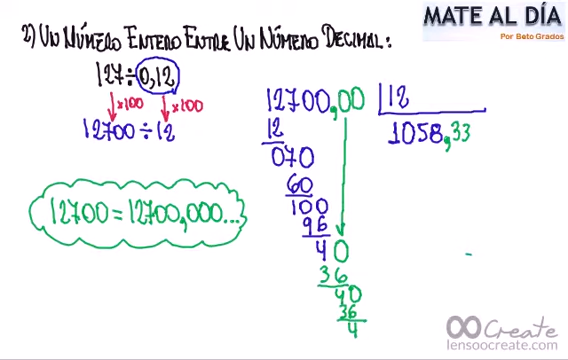 MATE AL DÍA
Por Beto Grados
2) UN NÚMERO ENTERO ENTRE UN NÚMERO DECIMAL:
127 ÷ 0,12
×100 ×100
12700 ÷ 12
12700 = 12700,000...
12700,00 12
12 1058,33
070
60
100
96
40
36
40
36
4
Create
lensoocreate.com